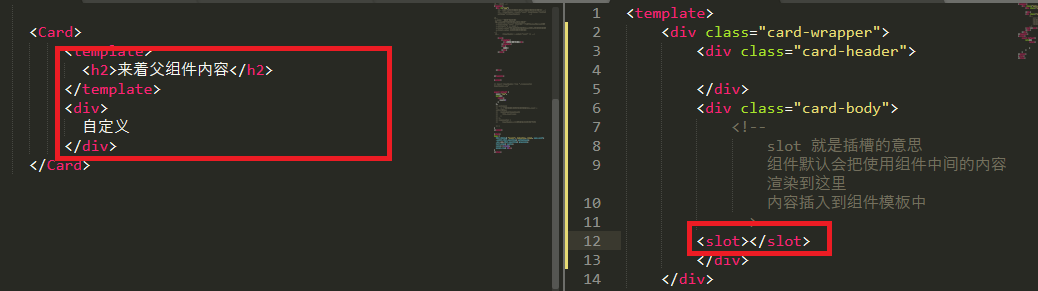 <Card>
<template>
<h2>来着父组件内容</h2>
</template>
<div>
自定义
</div>
</Card>
1 <template>
2 <div class="card-wrapper">
3 <div class="card-header">
4
5 </div>
6 <div class="card-body">
7 <!--
8 slot 就是插槽的意思
9 组件默认会把使用组件中间的内容
渲染到这里
10 内容插入到组件模板中
11
12 <slot></slot>
13 </div>
14 </div>